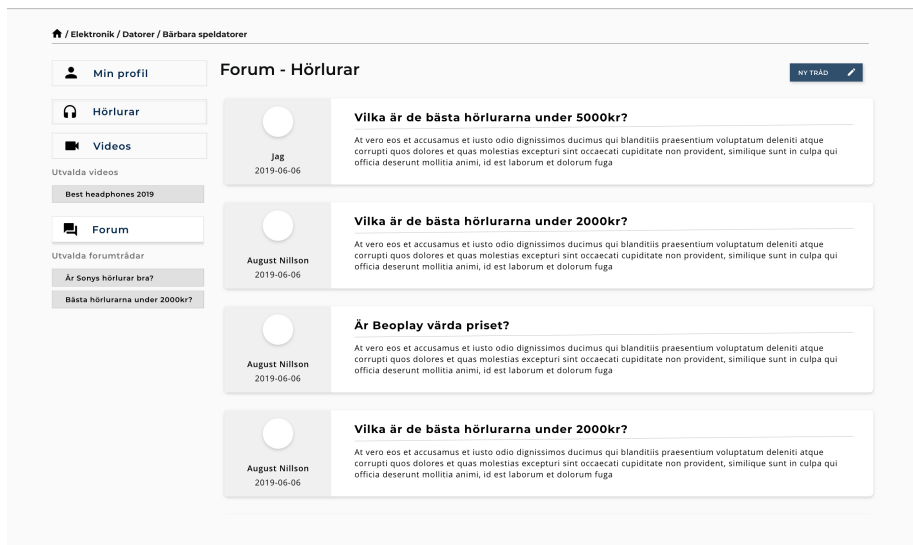 / Elektronik / Datorer / Bärbara speldatorer
Min profil
Hörlurar
Videos
Utvalda videos
Best headphones 2019
Forum
Utvalda forumtrådar
Är Sonys hörlurar bra?
Bästa hörlurarna under 2000kr?
Forum - Hörlurar
NY TRÅD
Jag
2019-06-06
Vilka är de bästa hörlurarna under 5000kr?
At vero eos et accusamus et iusto odio dignissimos ducimus qui blanditiis praesentium voluptatum deleniti atque
corrupti quos dolores et quas molestias excepturi sint occaecati cupiditate non provident, similique sunt in culpa qui
officia deserunt mollitia animi, id est laborum et dolorum fuga
August Nillson
2019-06-06
Vilka är de bästa hörlurarna under 2000kr?
At vero eos et accusamus et iusto odio dignissimos ducimus qui blanditiis praesentium voluptatum deleniti atque
corrupti quos dolores et quas molestias excepturi sint occaecati cupiditate non provident, similique sunt in culpa qui
officia deserunt mollitia animi, id est laborum et dolorum fuga
August Nillson
2019-06-06
Är Beoplay värda priset?
At vero eos et accusamus et iusto odio dignissimos ducimus qui blanditiis praesentium voluptatum deleniti atque
corrupti quos dolores et quas molestias excepturi sint occaecati cupiditate non provident, similique sunt in culpa qui
officia deserunt mollitia animi, id est laborum et dolorum fuga
August Nillson
2019-06-06
Vilka är de bästa hörlurarna under 2000kr?
At vero eos et accusamus et iusto odio dignissimos ducimus qui blanditiis praesentium voluptatum deleniti atque
corrupti quos dolores et quas molestias excepturi sint occaecati cupiditate non provident, similique sunt in culpa qui
officia deserunt mollitia animi, id est laborum et dolorum fuga